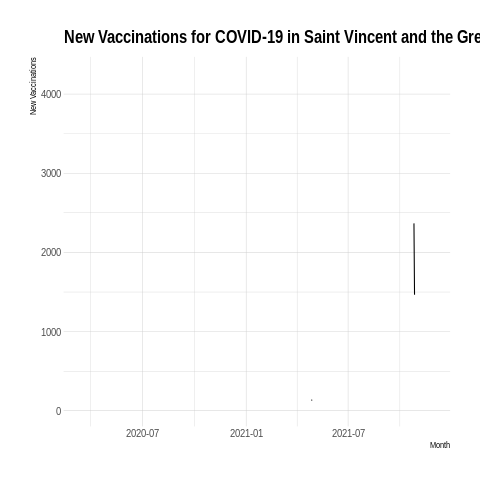 New Vaccinations for COVID-19 in Saint Vincent and the Gre
New Vaccinations
4000
3000
2000
1000
0
2020-07 2021-01 2021-07
Month